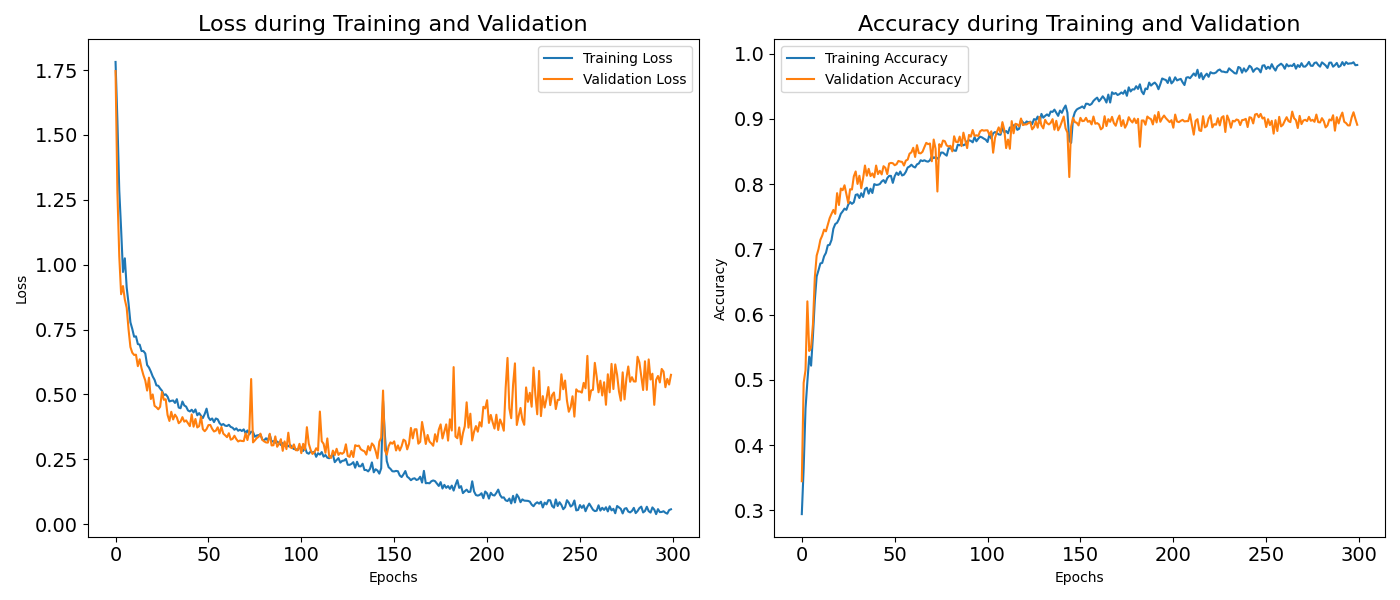 Loss during Training and Validation
Training Loss
Validation Loss
1.75
1.50
1.25
1.00
0.75
0.50
0.25
0.00
Loss
0 50 100 150 200 250 300
Epochs
Accuracy during Training and Validation
Training Accuracy
Validation Accuracy
1.0
0.9
0.8
0.7
0.6
0.5
0.4
0.3
Accuracy
0 50 100 150 200 250 300
Epochs